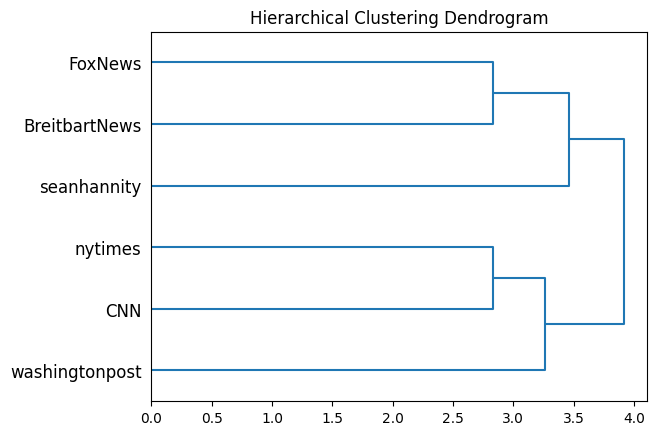 Hierarchical Clustering Dendrogram
FoxNews
BreitbartNews
seanhannity
nytimes
CNN
washingtonpost
0.0 0.5 1.0 1.5 2.0 2.5 3.0 3.5 4.0